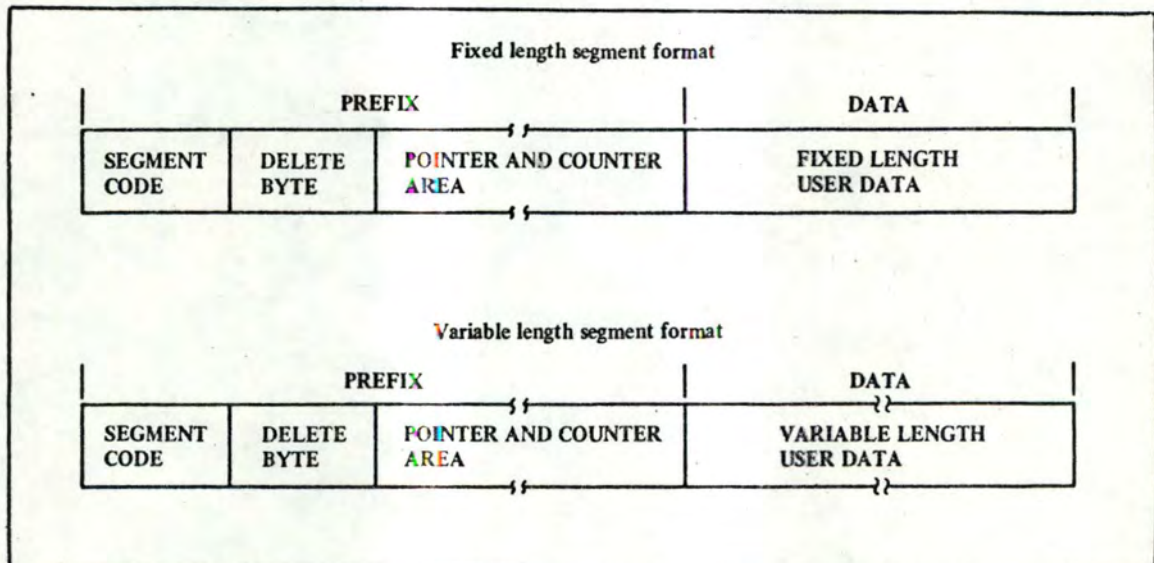 Fixed length segment format
PREFIX DATA
SEGMENT CODE DELETE BYTE POINTER AND COUNTER AREA FIXED LENGTH USER DATA
Variable length segment format
PREFIX DATA
SEGMENT CODE DELETE BYTE POINTER AND COUNTER AREA VARIABLE LENGTH USER DATA